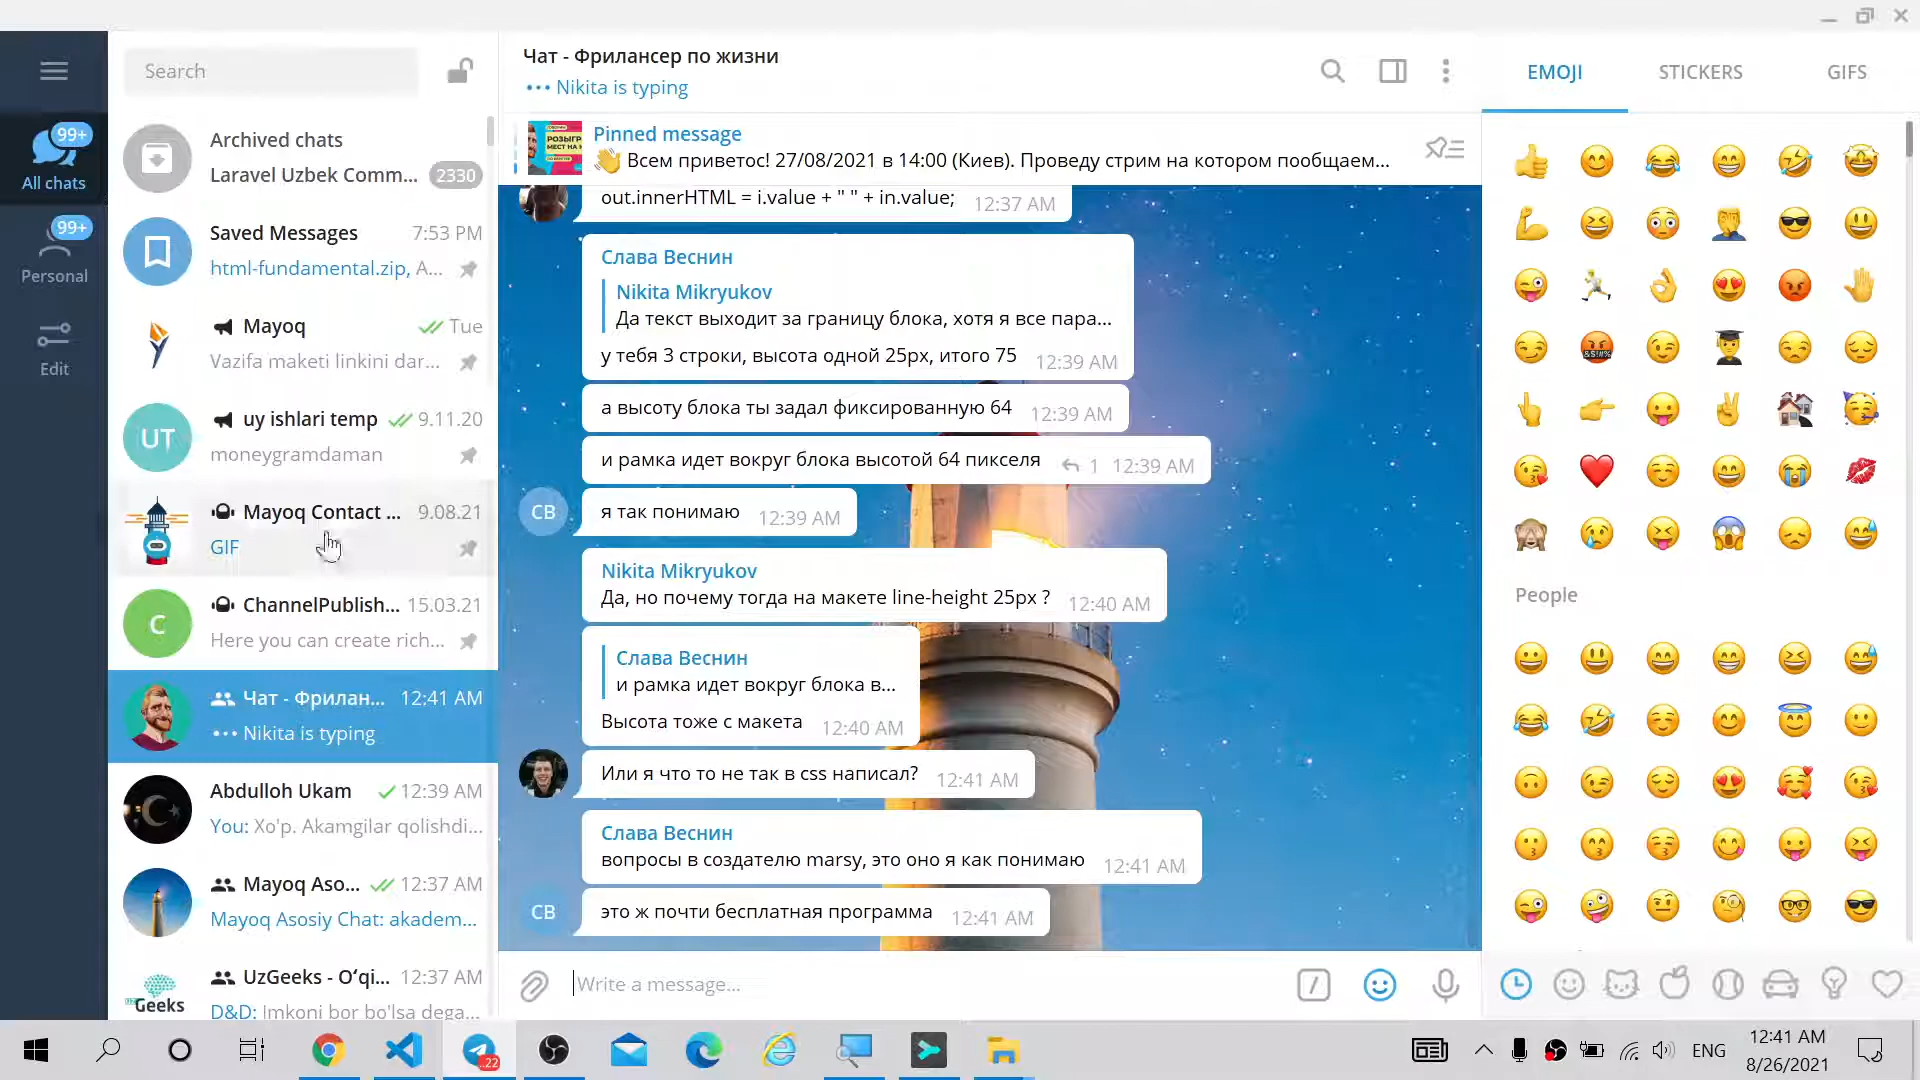 Search
99+
All chats
99+
Personal
Edit
Archived chats
Laravel Uzbek Comm... 2330
Saved Messages 7:53 PM
html-fundamental.zip, A...
Mayoq Tue
Vazifa maketi linkini dar...
UT
uy ishlari temp 9.11.20
moneygramdaman
Mayoq Contact ... 9.08.21
GIF
C
ChannelPublish... 15.03.21
Here you can create rich...
Чат - Фрилан... 12:41 AM
Nikita is typing
Abdulloh Ukam 12:39 AM
You: Xo'p. Akamgilar qolishdi...
Mayoq Aso... 12:37 AM
Mayoq Asosiy Chat: akadem...
Geeks
UzGeeks - Oʻqi... 12:37 AM
D&D: Imkoni bor bo'lsa dega...
Чат - Фрилансер по жизни
Nikita is typing
Pinned message
Всем приветос! 27/08/2021 в 14:00 (Киев). Проведу стрим на котором пообщаем...
out.innerHTML = i.value + " " + in.value; 12:37 AM
Слава Веснин
Nikita Mikryukov
Да текст выходит за границу блока, хотя я все пара...
у тебя 3 строки, высота одной 25px, итого 75 12:39 AM
а высоту блока ты задал фиксированную 64 12:39 AM
и рамка идет вокруг блока высотой 64 пикселя 1 12:39 AM
СВ
я так понимаю 12:39 AM
Nikita Mikryukov
Да, но почему тогда на макете line-height 25px ? 12:40 AM
Слава Веснин
и рамка идет вокруг блока в...
Высота тоже с макета 12:40 AM
Или я что то не так в css написал? 12:41 AM
Слава Веснин
вопросы в создателю marsy, это оно я как понимаю 12:41 AM
СВ
это ж почти бесплатная программа 12:41 AM
Write a message...
EMOJI STICKERS GIFS
People
22
ENG
12:41 AM
8/26/2021